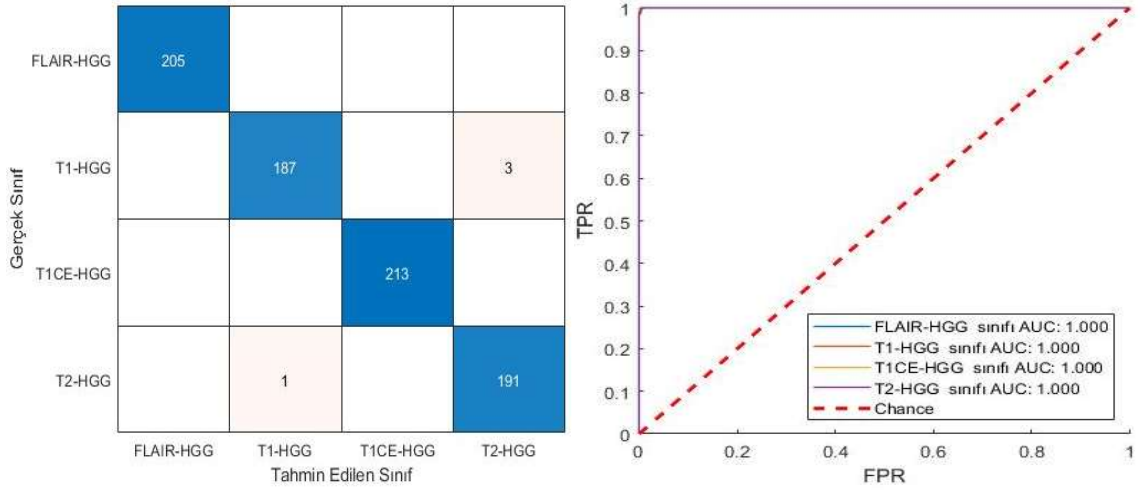 FLAIR-HGG
205
T1-HGG
187
3
T1CE-HGG
213
T2-HGG
1
191
FLAIR-HGG T1-HGG T1CE-HGG T2-HGG
Gerçek Sınıf
Tahmin Edilen Sınıf
1
0.9
0.8
0.7
0.6
0.5
0.4
0.3
0.2
0.1
0
TPR
FLAIR-HGG sınıfı AUC: 1.000
T1-HGG sınıfı AUC: 1.000
T1CE-HGG sınıfı AUC: 1.000
T2-HGG sınıfı AUC: 1.000
Chance
0 0.2 0.4 0.6 0.8 1
FPR